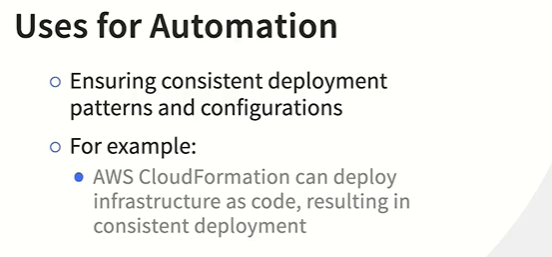 Uses for Automation
Ensuring consistent deployment
patterns and configurations
For example:
AWS CloudFormation can deploy
infrastructure as code, resulting in
consistent deployment